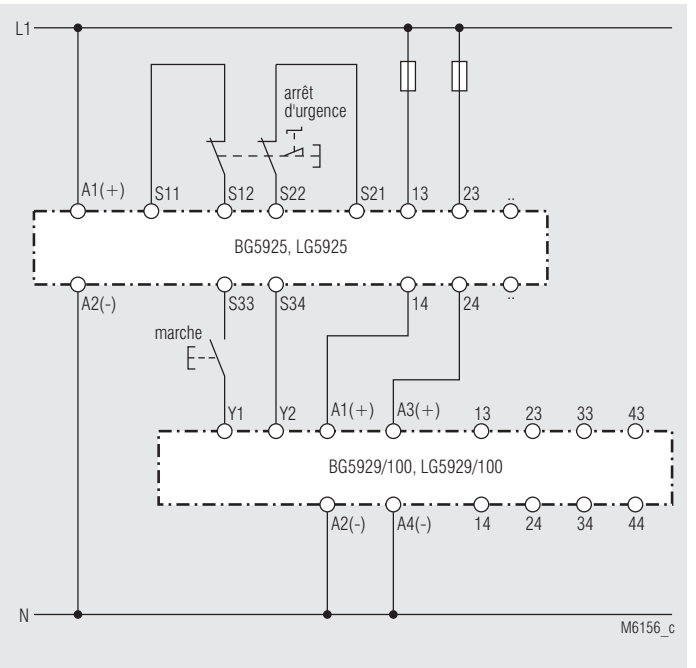 L1
arrêt
d'urgence
A1(+) S11 S12 S22 S21 13 23 ..
BG5925, LG5925
A2(-) S33 S34 14 24 ..
marche
Y1 Y2 A1(+) A3(+) 13 23 33 43
BG5929/100, LG5929/100
A2(-) A4(-) 14 24 34 44
N
M6156_c